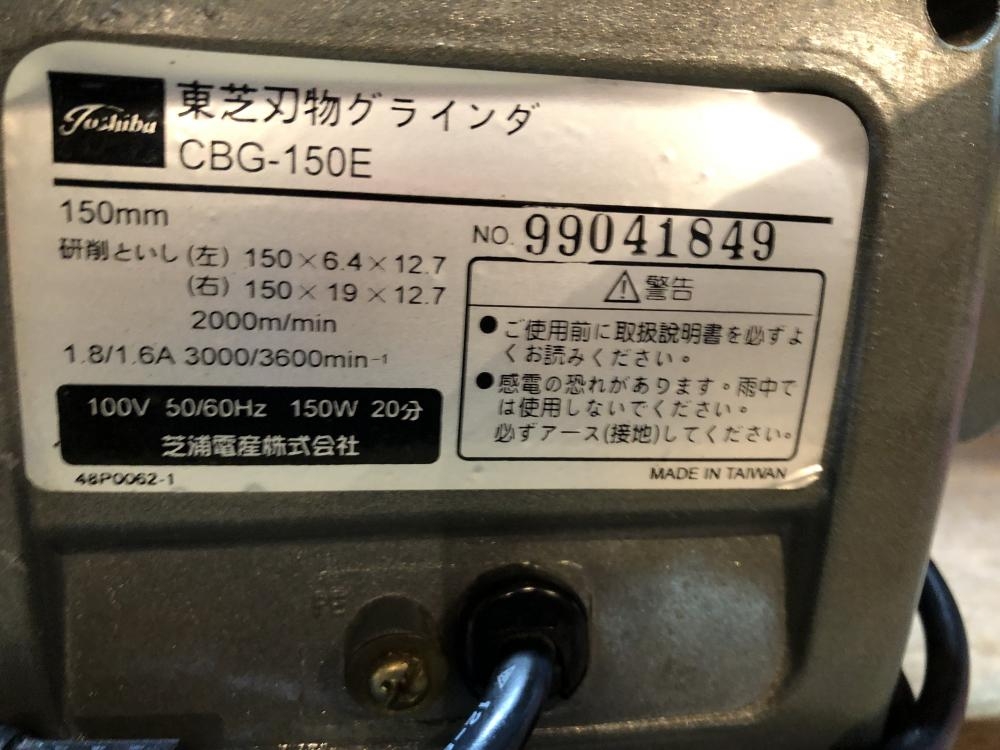 Toshiba
東芝刃物グラインダ
CBG-150E
150mm
研削といし(左) 150×6.4×12.7
(右) 150×19×12.7
2000m/min
1.8/1.6A 3000/3600min-1
100V 50/60Hz 150W 20分
芝浦電産株式会社
48P0062-1
NO. 99041849
警告
●ご使用前に取扱説明書を必ずよ
くお読みください。
●感電の恐れがあります。雨中で
は使用しないでください。
必ずアース(接地)してください。
MADE IN TAIWAN
PE